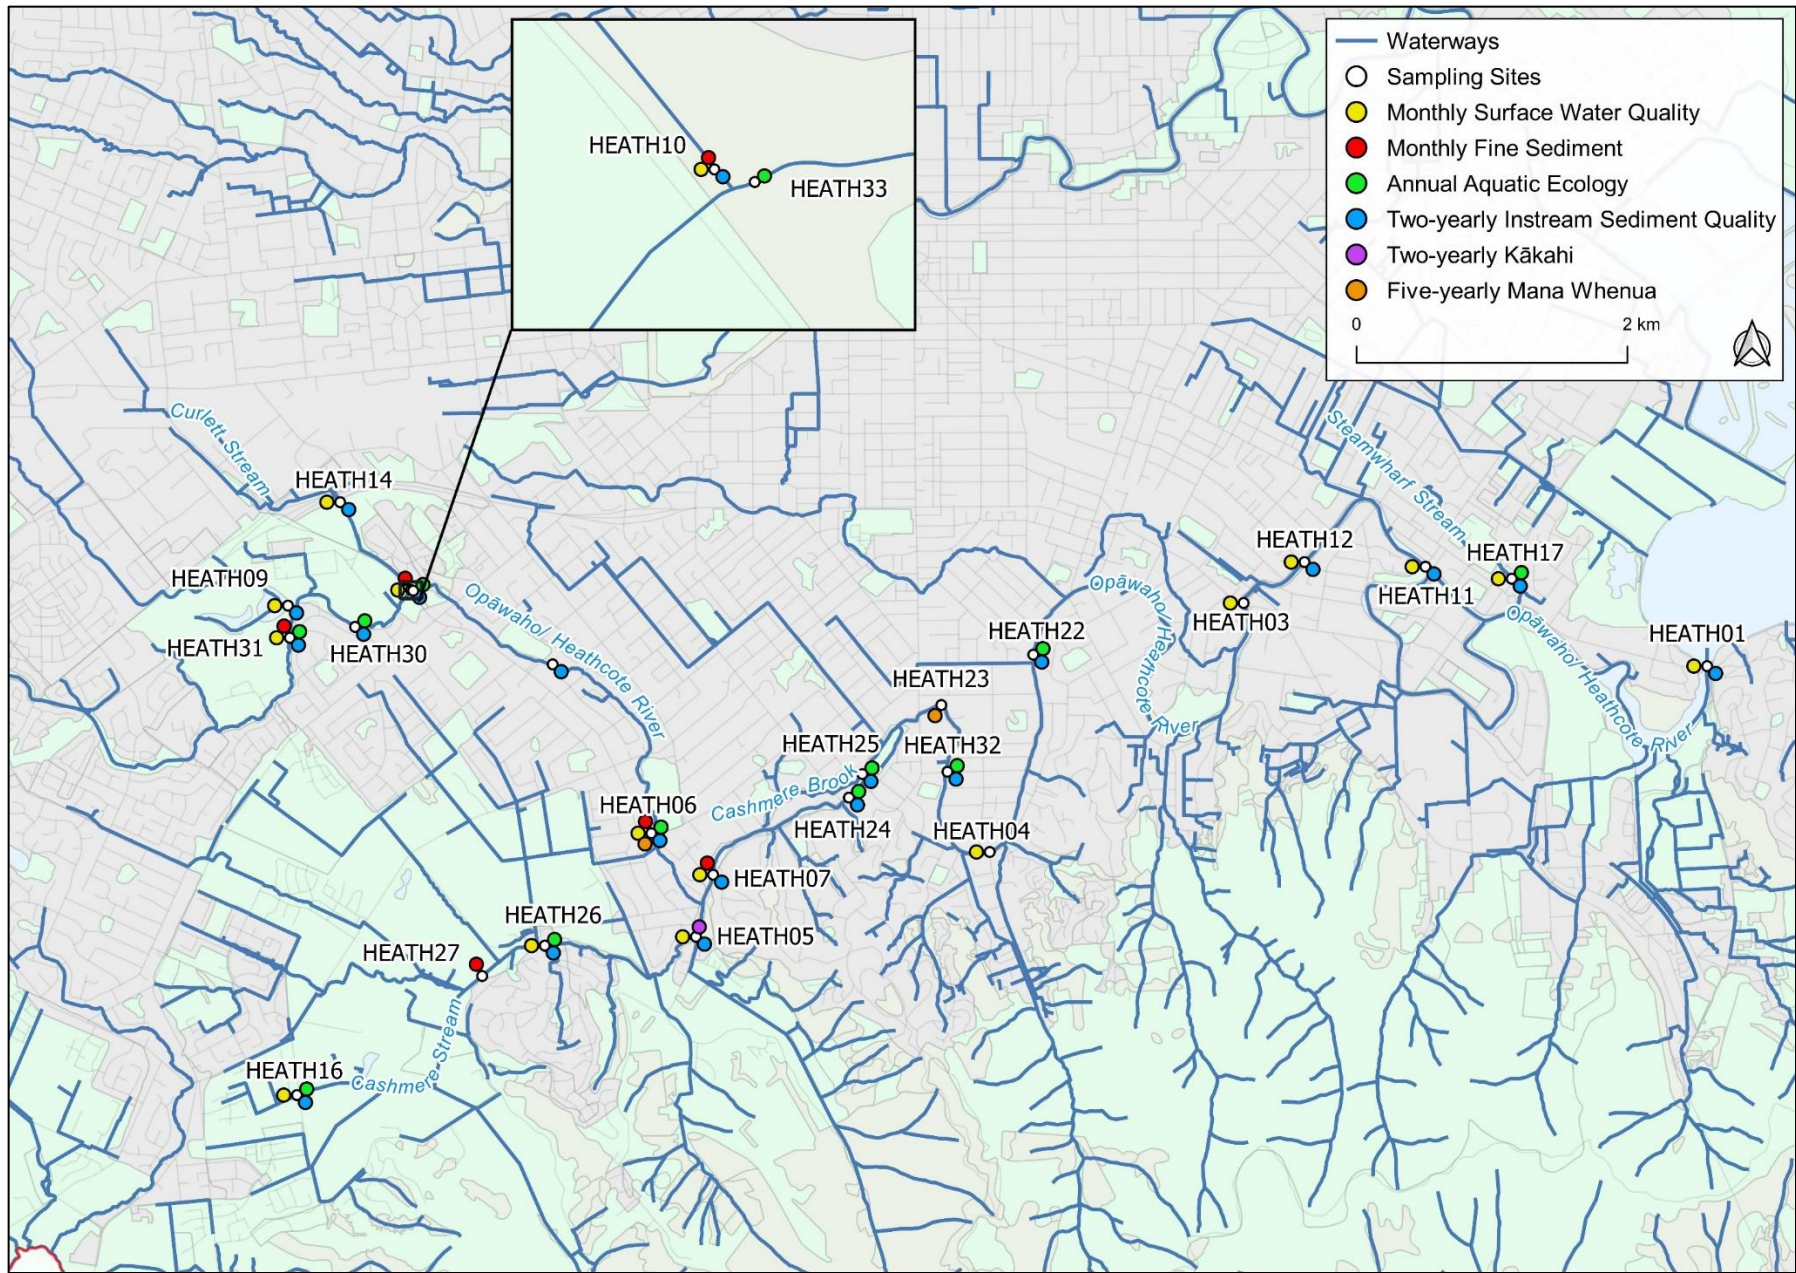 Waterways
Sampling Sites
Monthly Surface Water Quality
Monthly Fine Sediment
Annual Aquatic Ecology
Two-yearly Instream Sediment Quality
Two-yearly Kākahi
Five-yearly Mana Whenua
0 2 km
HEATH10
HEATH33
Curlett Stream
HEATH14
Steamwharf Stream
HEATH12
HEATH17
HEATH09
HEATH11
Opāwaho/ Heathcote River
Opāwaho/Heathcote River
HEATH03
HEATH31
HEATH30
HEATH22
HEATH01
Opāwaho/ Heathcote River
HEATH23
HEATH25
HEATH32
Cashmere Brook
HEATH06
HEATH24
HEATH04
HEATH07
HEATH26
HEATH05
HEATH27
Cashmere Stream
HEATH16